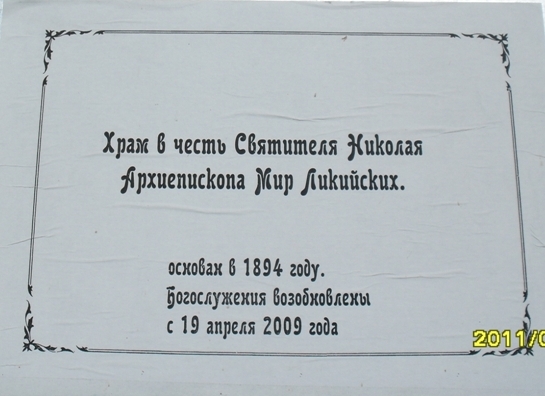 Храм в честь Святителя Николая
Архиепископа Мир Ликийских.
основан в 1894 году.
Богослужения возобновлены
с 19 апреля 2009 года
2011/0